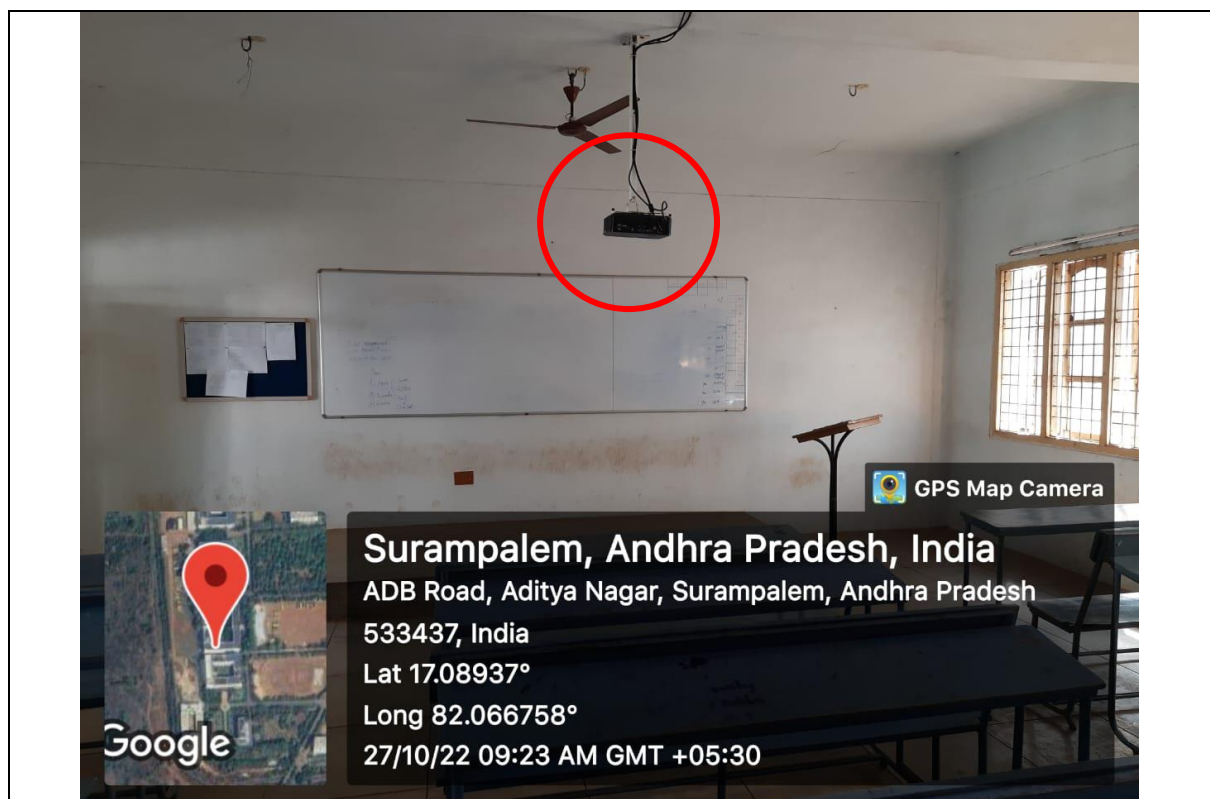 GPS Map Camera
Surampalem, Andhra Pradesh, India
ADB Road, Aditya Nagar, Surampalem, Andhra Pradesh
533437, India
Lat 17.08937°
Long 82.066758°
27/10/22 09:23 AM GMT +05:30
Google